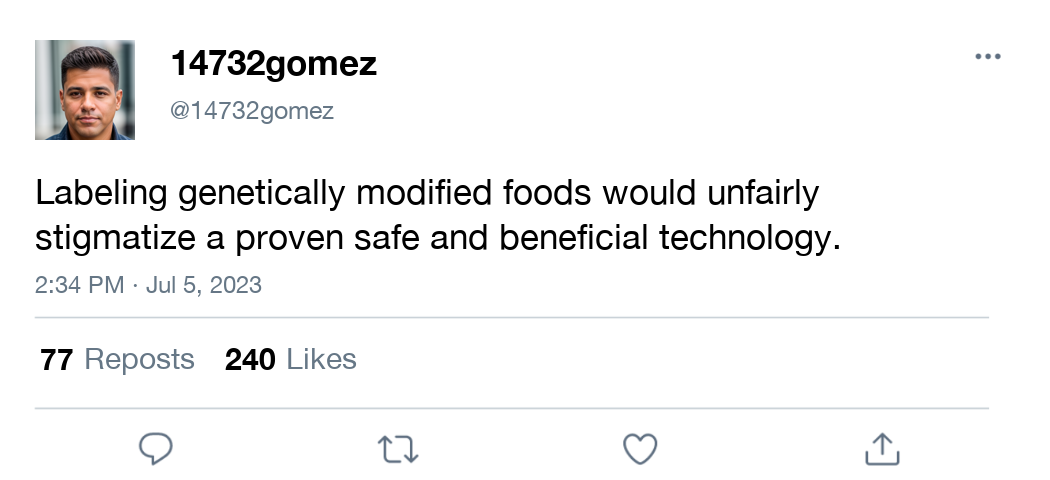 14732gomez
@14732gomez
Labeling genetically modified foods would unfairly
stigmatize a proven safe and beneficial technology.
2:34 PM · Jul 5, 2023
77 Reposts 240 Likes